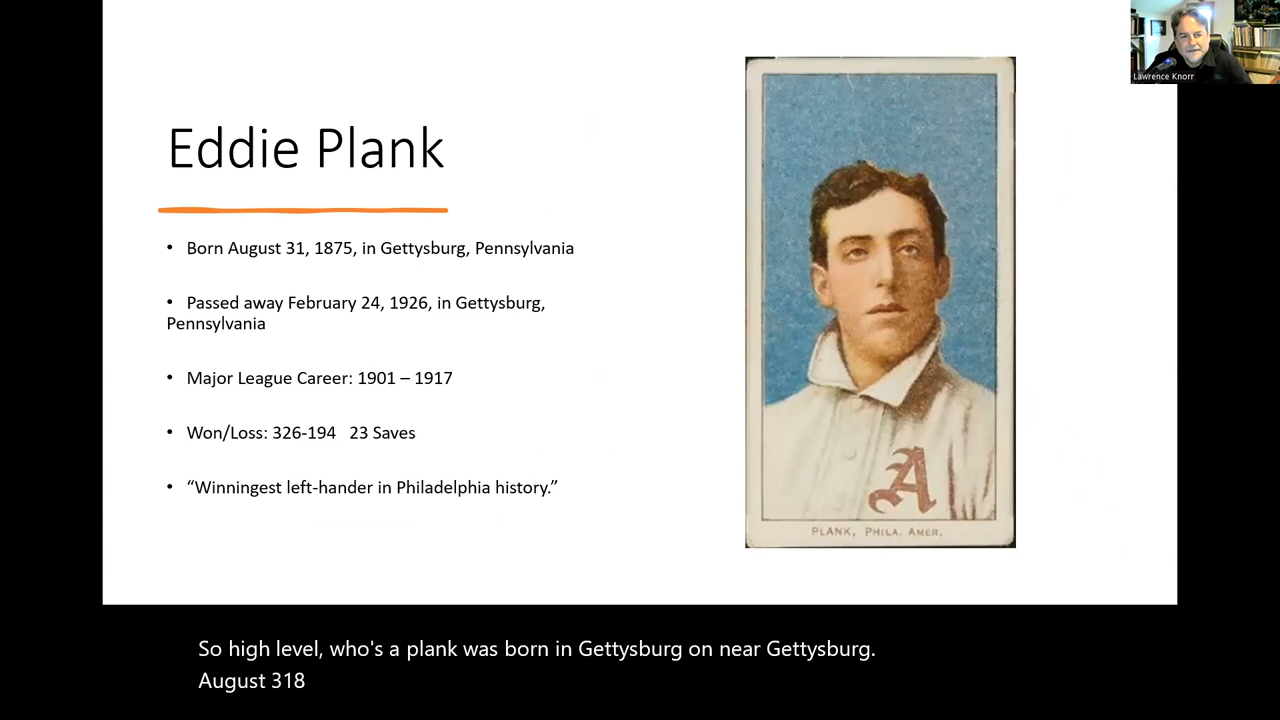 Eddie Plank
• Born August 31, 1875, in Gettysburg, Pennsylvania
• Passed away February 24, 1926, in Gettysburg,
Pennsylvania
• Major League Career: 1901 – 1917
• Won/Loss: 326-194 23 Saves
• “Winningest left-hander in Philadelphia history.”
A
PLANK, PHILA. AMER.
Lawrence Knorr
So high level, who's a plank was born in Gettysburg on near Gettysburg.
August 318